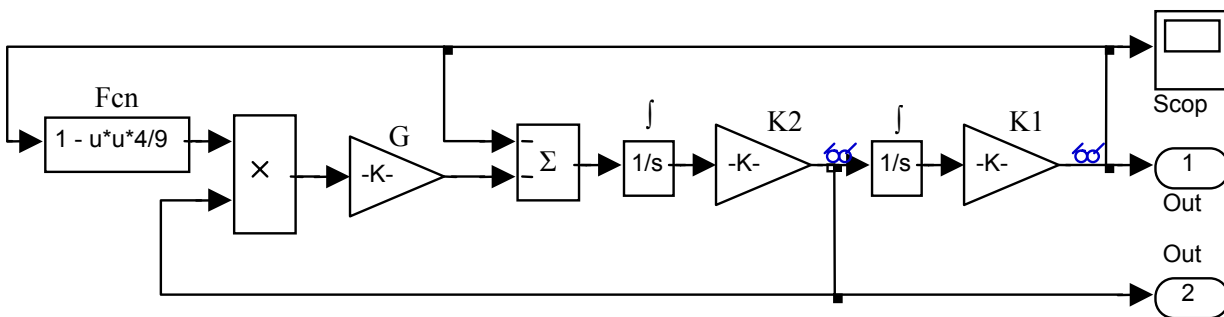 Scop
Fcn
1 - u*u*4/9
×
G
-K-
-
-
Σ
∫
1/s
K2
-K-
∫
1/s
K1
-K-
1
Out
Out
2